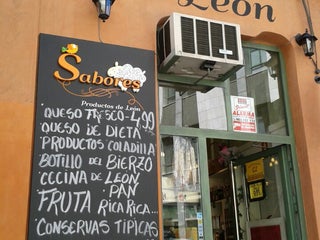 León
Sabores
Productos de León
QUESO FRESCO-4,99
QUESO DE DIETA
PRODUCTOS COLADILLA
BOTILLO DEL BIERZO
CECINA DE LEON
FRUTA PAN
RICA RICA...
CONSERVAS TIPICAS
ALARMA